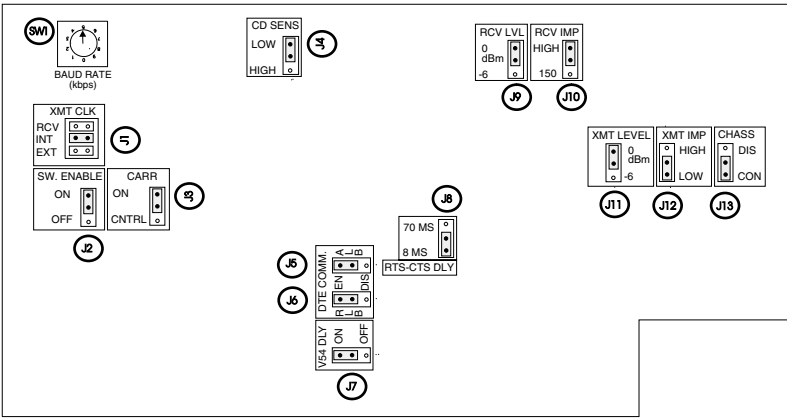 SW1
BAUD RATE
(kbps)
CD SENS
LOW
HIGH
J4
RCV LVL
0
dBm
-6
J9
RCV IMP
HIGH
150
J10
XMT CLK
RCV
INT
EXT
J1
SW. ENABLE
ON
OFF
J2
CARR
ON
CNTRL
J3
XMT LEVEL
0
dBm
-6
J11
XMT IMP
HIGH
LOW
J12
CHASS
DIS
CON
J13
J8
70 MS
8 MS
RTS-CTS DLY
J5
J6
DTE COMM.
ALB
EN
DIS
RLB
V54 DLY
ON
OFF
J7